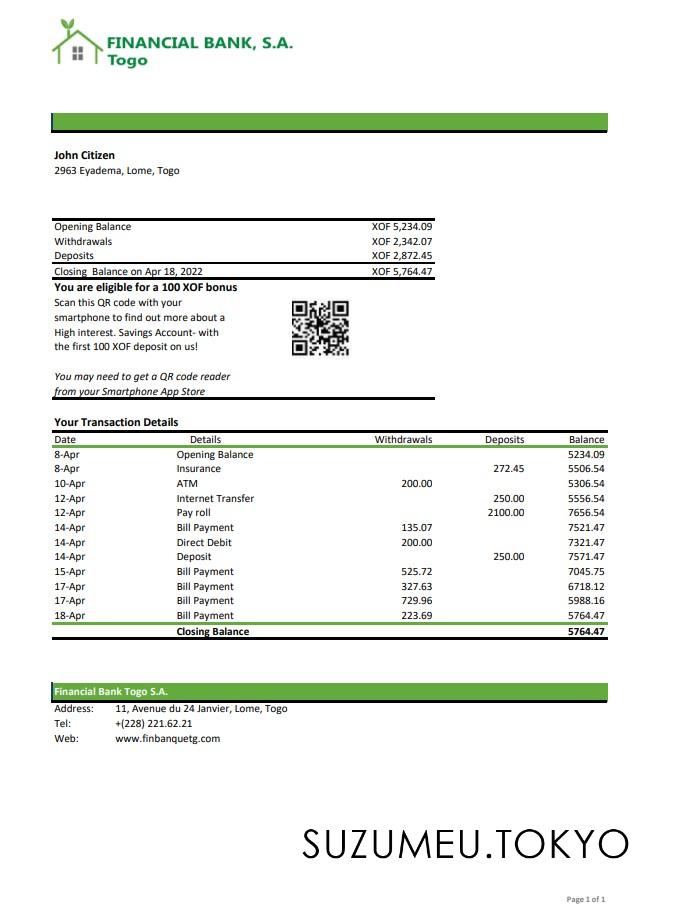 FINANCIAL BANK, S.A.
Togo
John Citizen
2963 Eyadema, Lome, Togo
Opening Balance XOF 5,234.09
Withdrawals XOF 2,342.07
Deposits XOF 2,872.45
Closing Balance on Apr 18, 2022 XOF 5,764.47
You are eligible for a 100 XOF bonus
Scan this QR code with your
smartphone to find out more about a
High interest. Savings Account- with
the first 100 XOF deposit on us!
You may need to get a QR code reader
from your Smartphone App Store
Your Transaction Details
Date Details Withdrawals Deposits Balance
8-Apr Opening Balance 5234.09
8-Apr Insurance 272.45 5506.54
10-Apr ATM 200.00 5306.54
12-Apr Internet Transfer 250.00 5556.54
12-Apr Pay roll 2100.00 7656.54
14-Apr Bill Payment 135.07 7521.47
14-Apr Direct Debit 200.00 7321.47
14-Apr Deposit 250.00 7571.47
15-Apr Bill Payment 525.72 7045.75
17-Apr Bill Payment 327.63 6718.12
17-Apr Bill Payment 729.96 5988.16
18-Apr Bill Payment 223.69 5764.47
Closing Balance 5764.47
Financial Bank Togo S.A.
Address: 11, Avenue du 24 Janvier, Lome, Togo
Tel: +(228) 221.62.21
Web: www.finbanquetg.com
SUZUMEU.TOKYO
Page 1 of 1